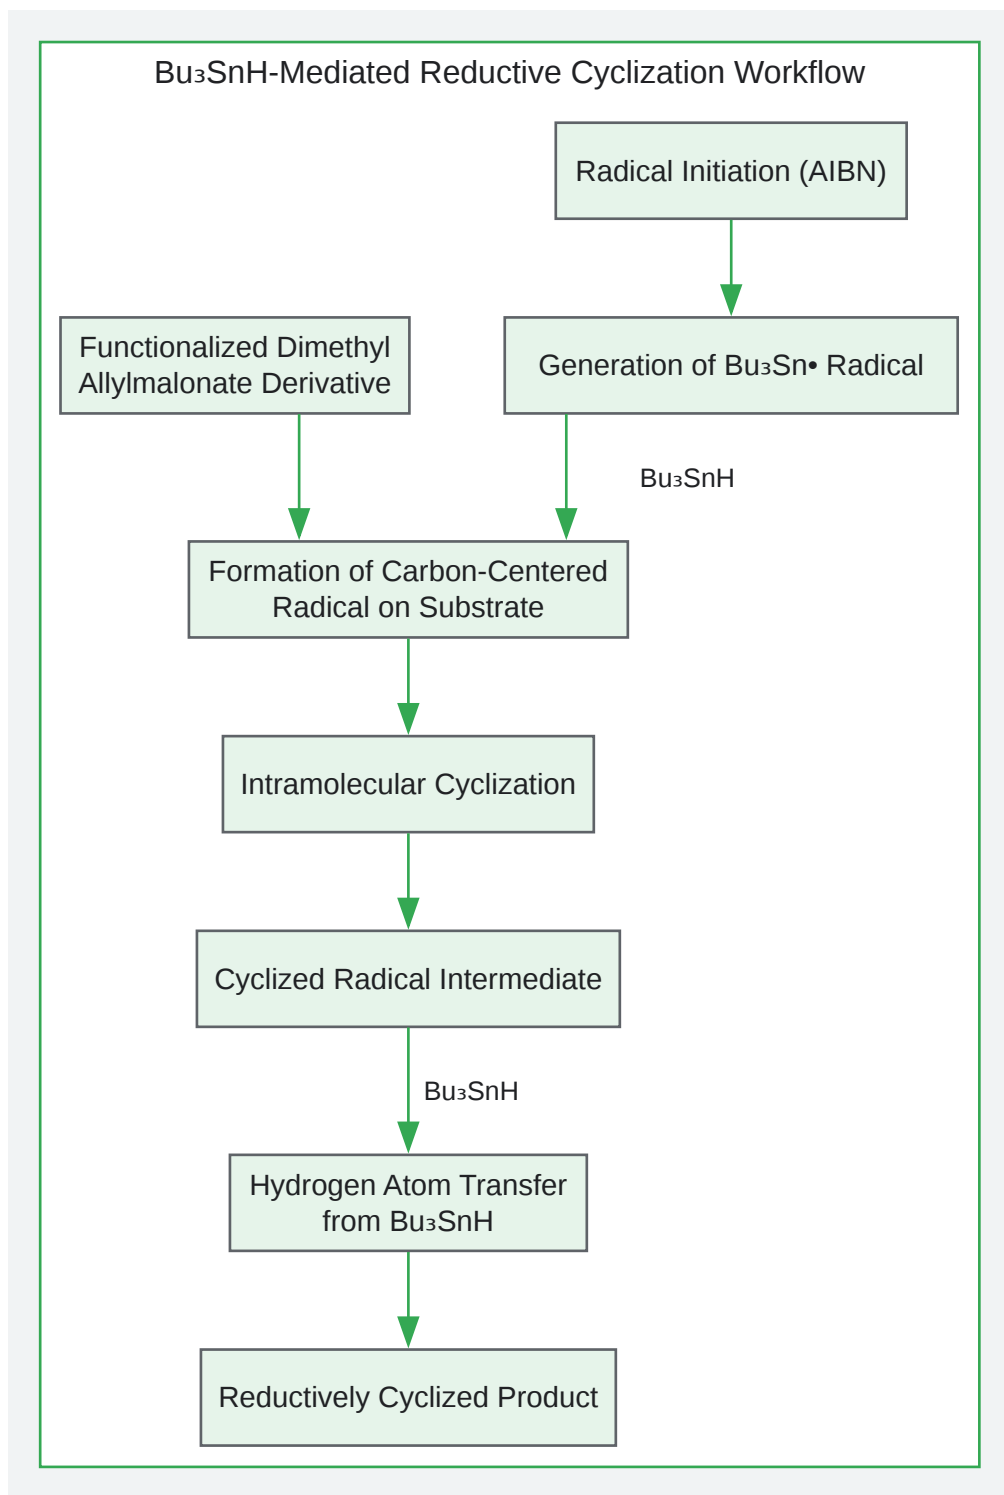 Bu₃SnH-Mediated Reductive Cyclization Workflow
Radical Initiation (AIBN)
Functionalized Dimethyl
Allylmalonate Derivative
Generation of Bu₃Sn• Radical
Bu₃SnH
Formation of Carbon-Centered
Radical on Substrate
Intramolecular Cyclization
Cyclized Radical Intermediate
Bu₃SnH
Hydrogen Atom Transfer
from Bu₃SnH
Reductively Cyclized Product